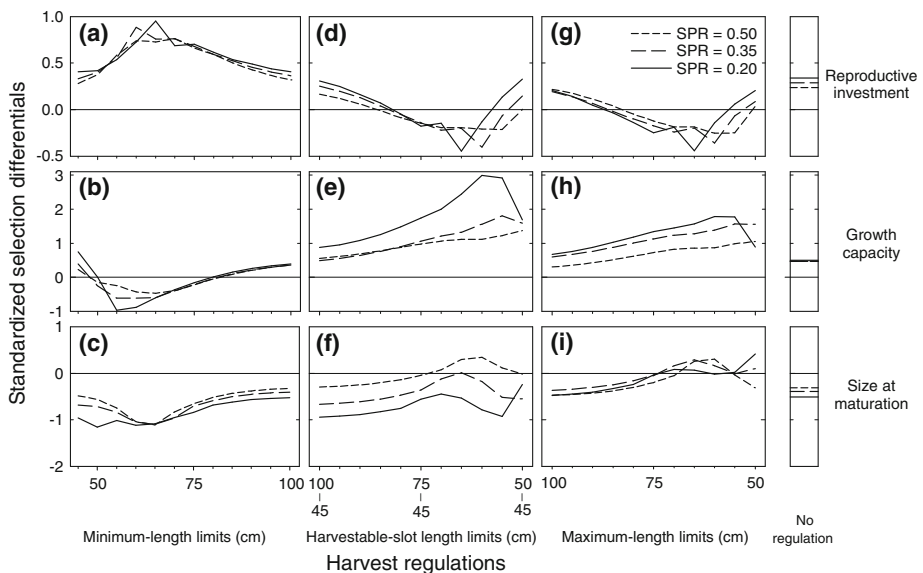 (a)
(d)
(g)
SPR = 0.50
SPR = 0.35
SPR = 0.20
1.0
0.5
0.0
-0.5
Reproductive
investment
(b)
(e)
(h)
3
2
1
0
-1
Growth
capacity
(c)
(f)
(i)
1
0
-1
-2
Size at
maturation
Standardized selection differentials
50
75
100
100
75
50
45
45
45
100
75
50
Minimum-length limits (cm)
Harvestable-slot length limits (cm)
Maximum-length limits (cm)
No
regulation
Harvest regulations